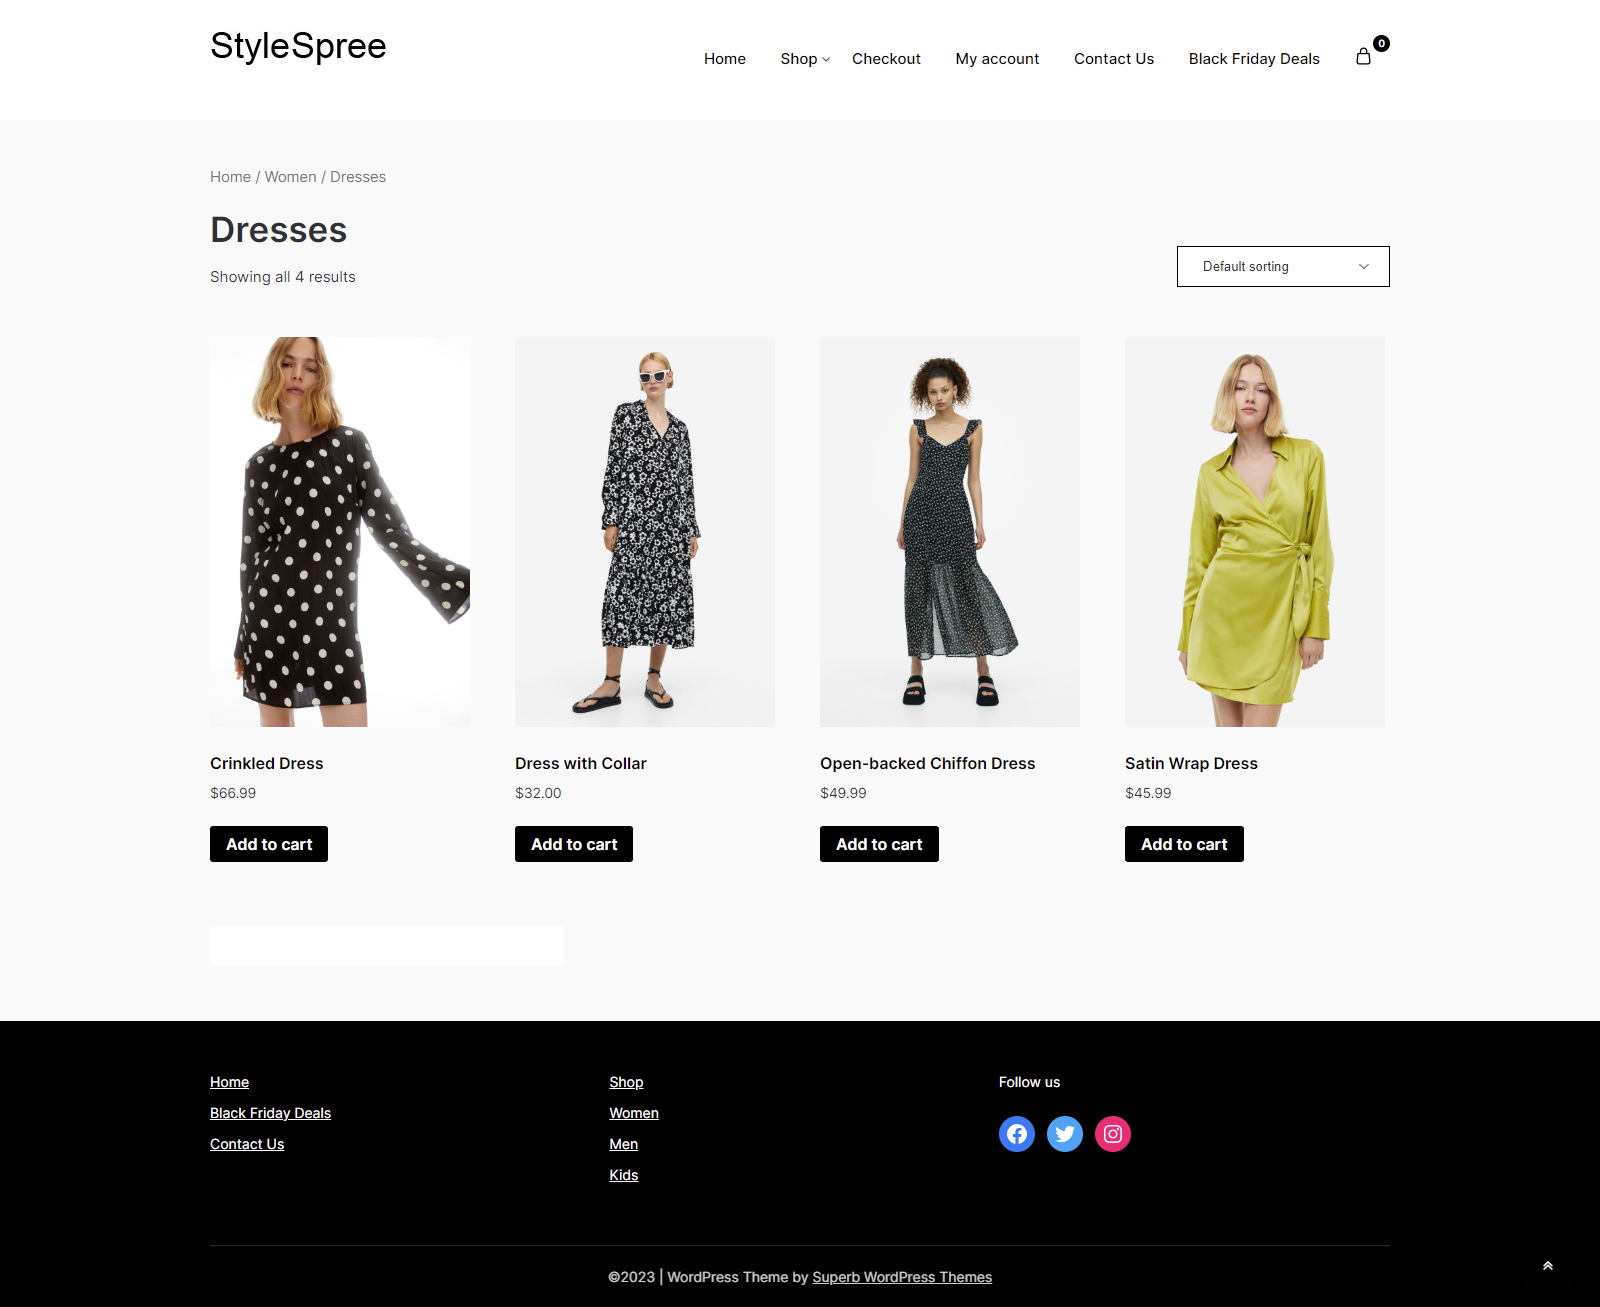 StyleSpree
Home Shop Checkout My account Contact Us Black Friday Deals 0
Home / Women / Dresses
Dresses
Showing all 4 results
Default sorting
Crinkled Dress
$66.99
Add to cart
Dress with Collar
$32.00
Add to cart
Open-backed Chiffon Dress
$49.99
Add to cart
Satin Wrap Dress
$45.99
Add to cart
Home
Black Friday Deals
Contact Us
Shop
Women
Men
Kids
Follow us
©2023 | WordPress Theme by Superb WordPress Themes